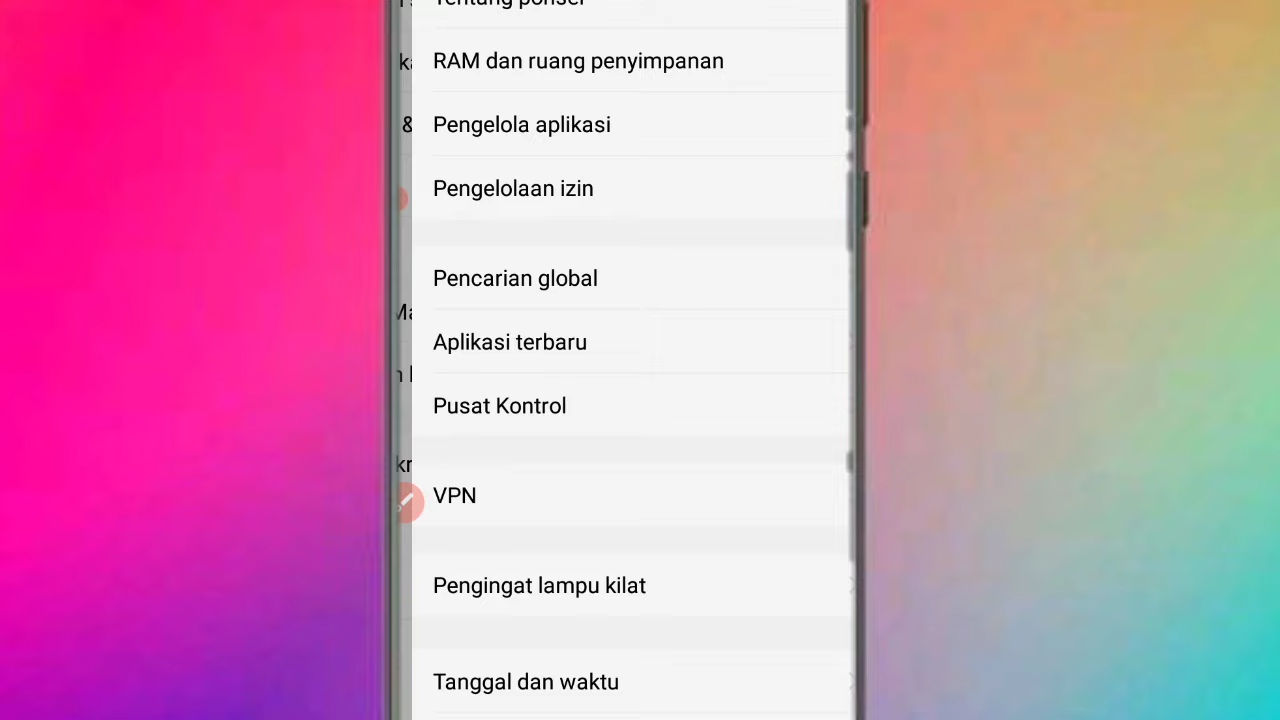 Tentang ponsel
RAM dan ruang penyimpanan
Pengelola aplikasi
&
Pengelolaan izin
Pencarian global
Aplikasi terbaru
Pusat Kontrol
VPN
Pengingat lampu kilat
Tanggal dan waktu